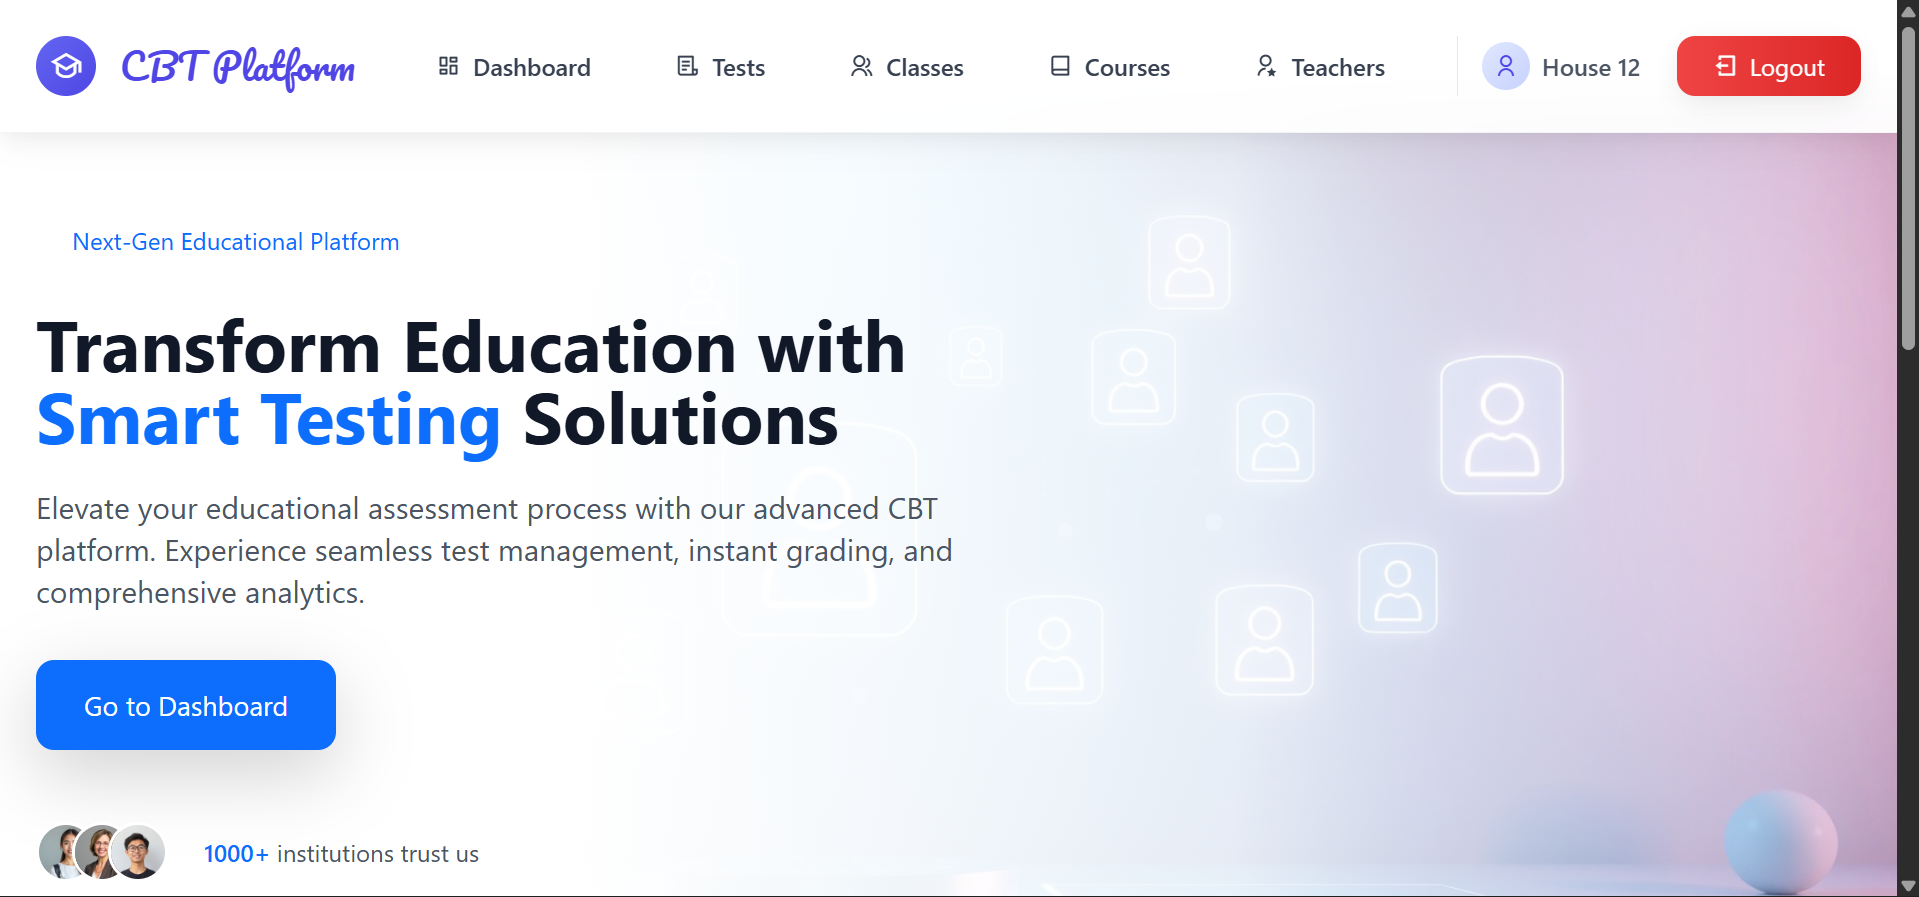 CBT Platform
Dashboard
Tests
Classes
Courses
Teachers
House 12
Logout
Next-Gen Educational Platform
Transform Education with
Smart Testing Solutions
Elevate your educational assessment process with our advanced CBT
platform. Experience seamless test management, instant grading, and
comprehensive analytics.
Go to Dashboard
1000+ institutions trust us